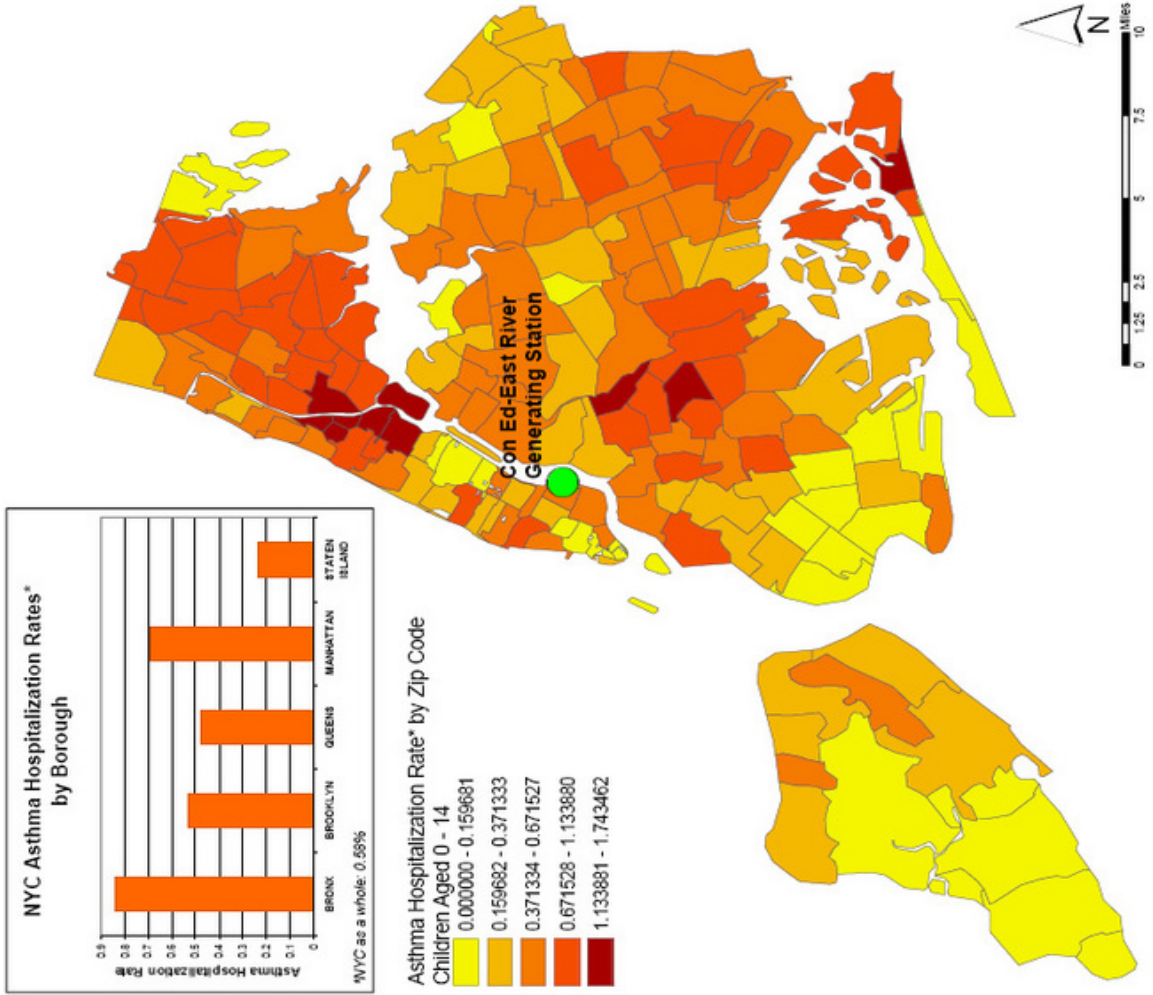 NYC Asthma Hospitalization Rates*
by Borough
Asthma Hospitalization Rate
0.9
0.8
0.7
0.6
0.5
0.4
0.3
0.2
0.1
0
BRONX
BROOKLYN
QUEENS
MANHATTAN
STATEN
ISLAND
*NYC as a whole: 0.58%
Asthma Hospitalization Rate* by Zip Code
Children Aged 0 - 14
0.000000 - 0.159681
0.159682 - 0.371333
0.371334 - 0.671527
0.671528 - 1.133880
1.133881 - 1.743462
Con Ed-East River
Generating Station
N
0 1.25 2.5 5 7.5 10
Miles